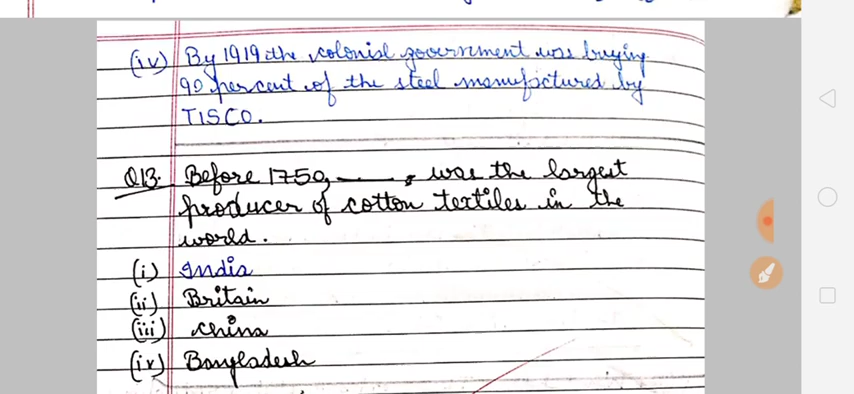 (iv) By 1919 the colonial government was buying
90 percent of the steel manufactured by
TISCO.
Q13. Before 1750, ——, was the largest
producer of cotton textiles in the
world.
(i) India
(ii) Britain
(iii) China
(iv) Bangladesh